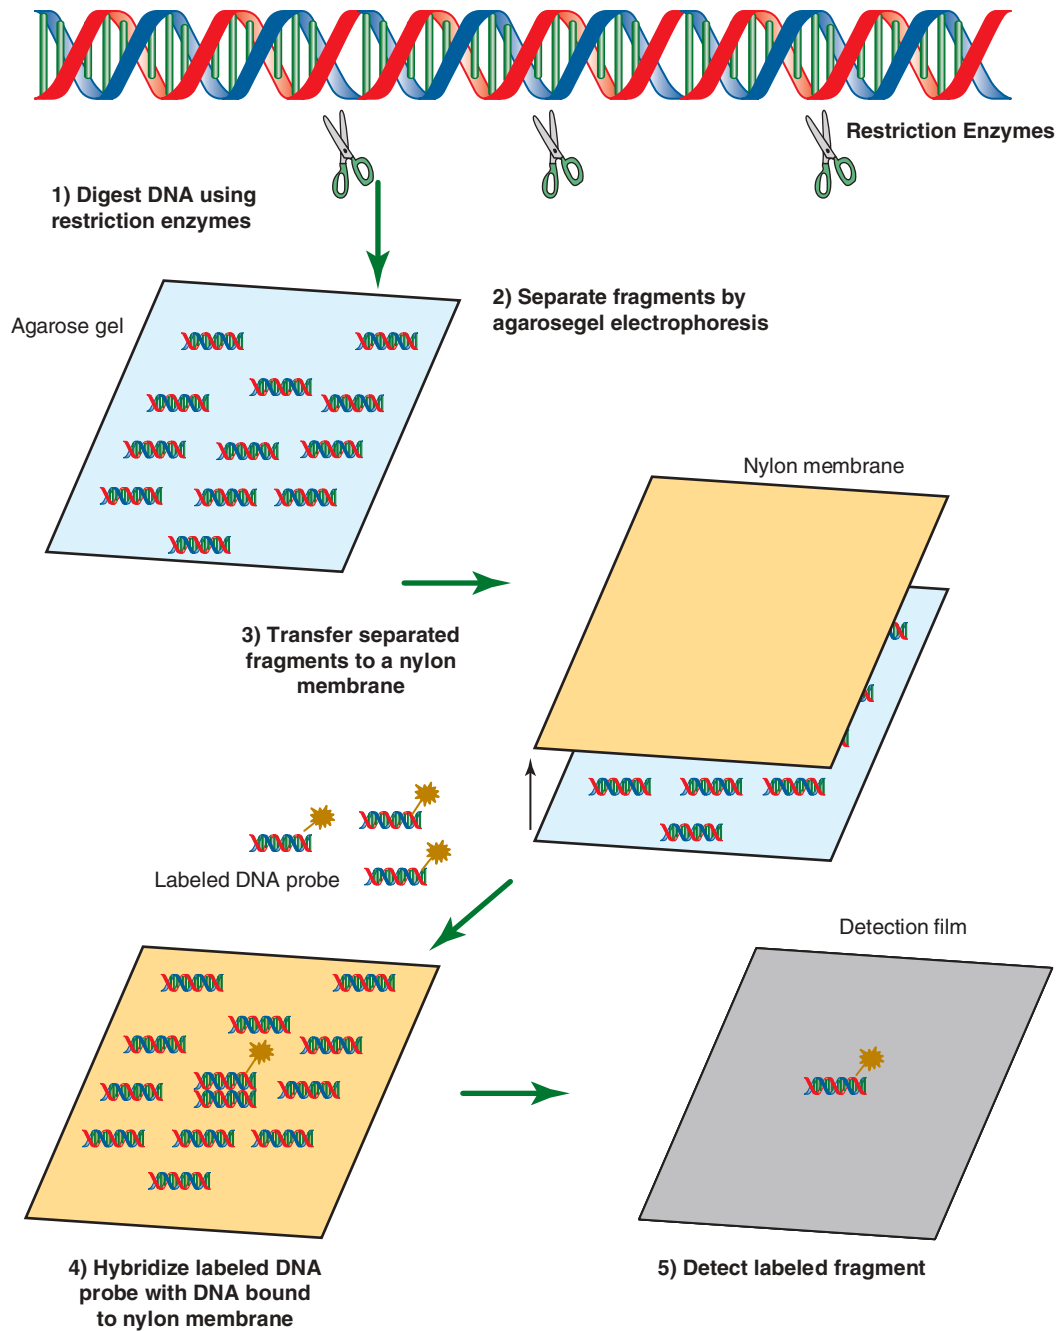 Restriction Enzymes
1) Digest DNA using
restriction enzymes
2) Separate fragments by
agarosegel electrophoresis
Agarose gel
Nylon membrane
3) Transfer separated
fragments to a nylon
membrane
Labeled DNA probe
Detection film
4) Hybridize labeled DNA
probe with DNA bound
to nylon membrane
5) Detect labeled fragment